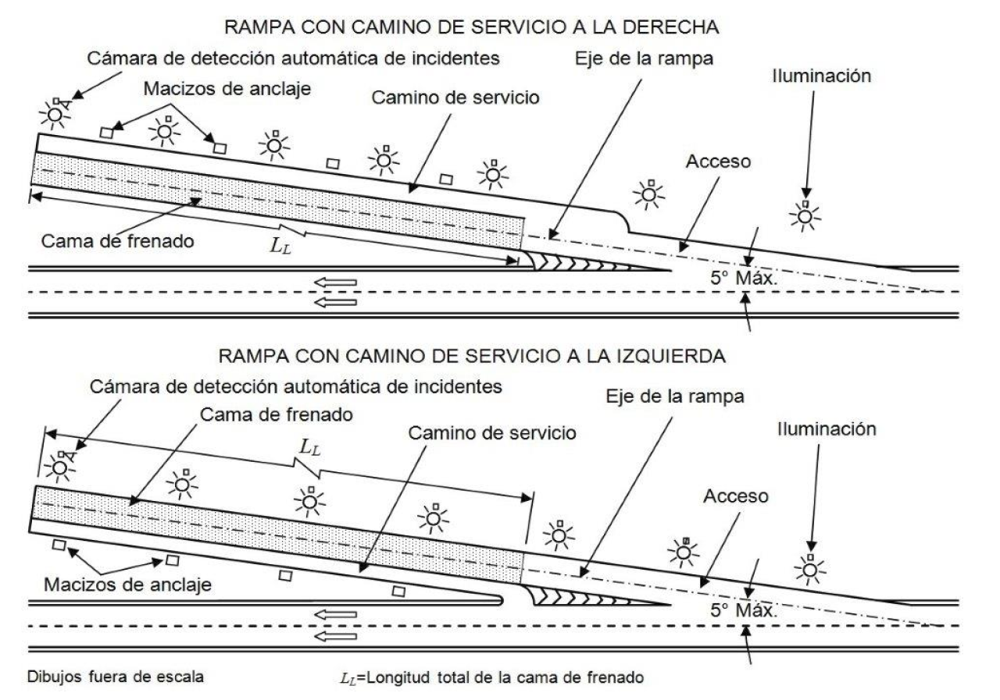 RAMPA CON CAMINO DE SERVICIO A LA DERECHA
Cámara de detección automática de incidentes
Eje de la rampa
Iluminación
Macizos de anclaje
Camino de servicio
Acceso
Cama de frenado
L_L
5° Máx.
RAMPA CON CAMINO DE SERVICIO A LA IZQUIERDA
Cámara de detección automática de incidentes
Eje de la rampa
Cama de frenado
Camino de servicio
Iluminación
L_L
Acceso
Macizos de anclaje
5° Máx.
Dibujos fuera de escala
L_L=Longitud total de la cama de frenado